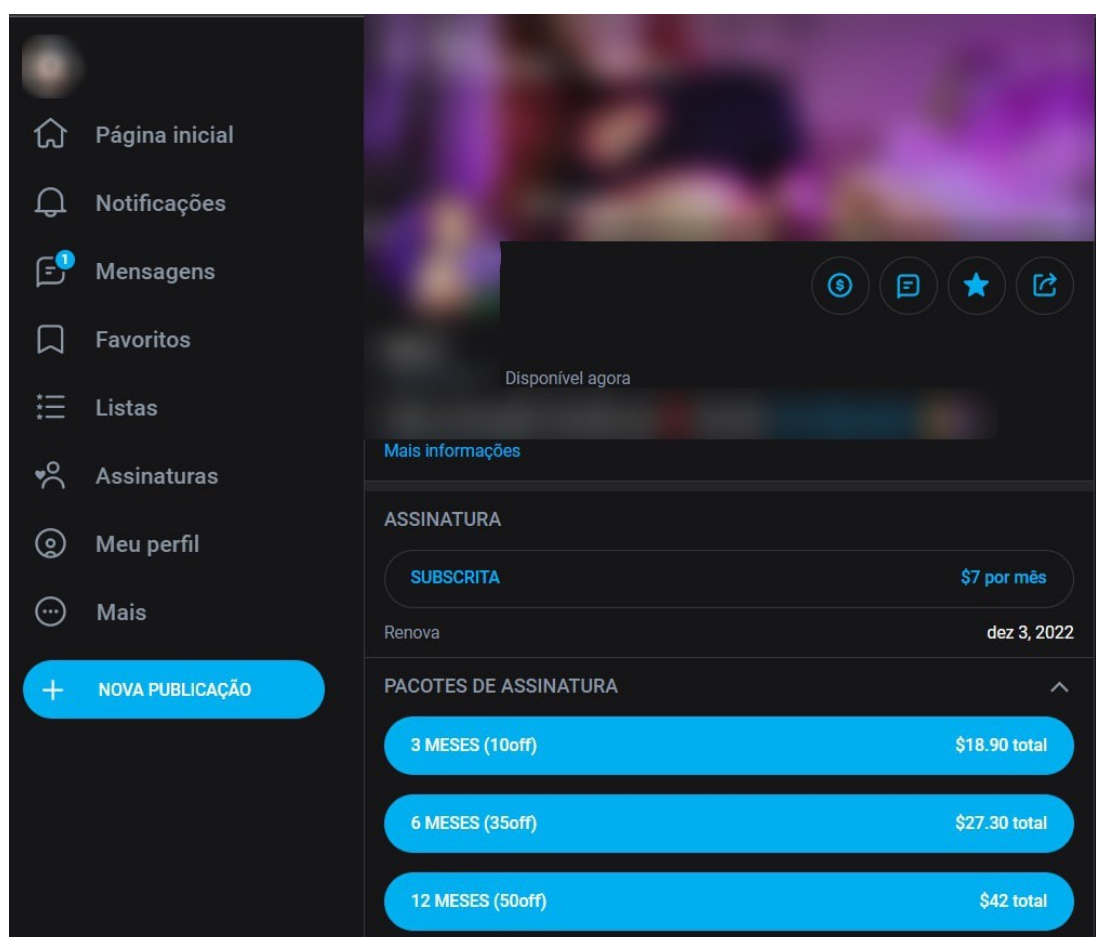 Página inicial
Notificações
1
Mensagens
Favoritos
Listas
Assinaturas
Meu perfil
Mais
NOVA PUBLICAÇÃO
Disponível agora
Mais informações
ASSINATURA
SUBSCRITA $7 por mês
Renova dez 3, 2022
PACOTES DE ASSINATURA
3 MESES (10off) $18.90 total
6 MESES (35off) $27.30 total
12 MESES (50off) $42 total